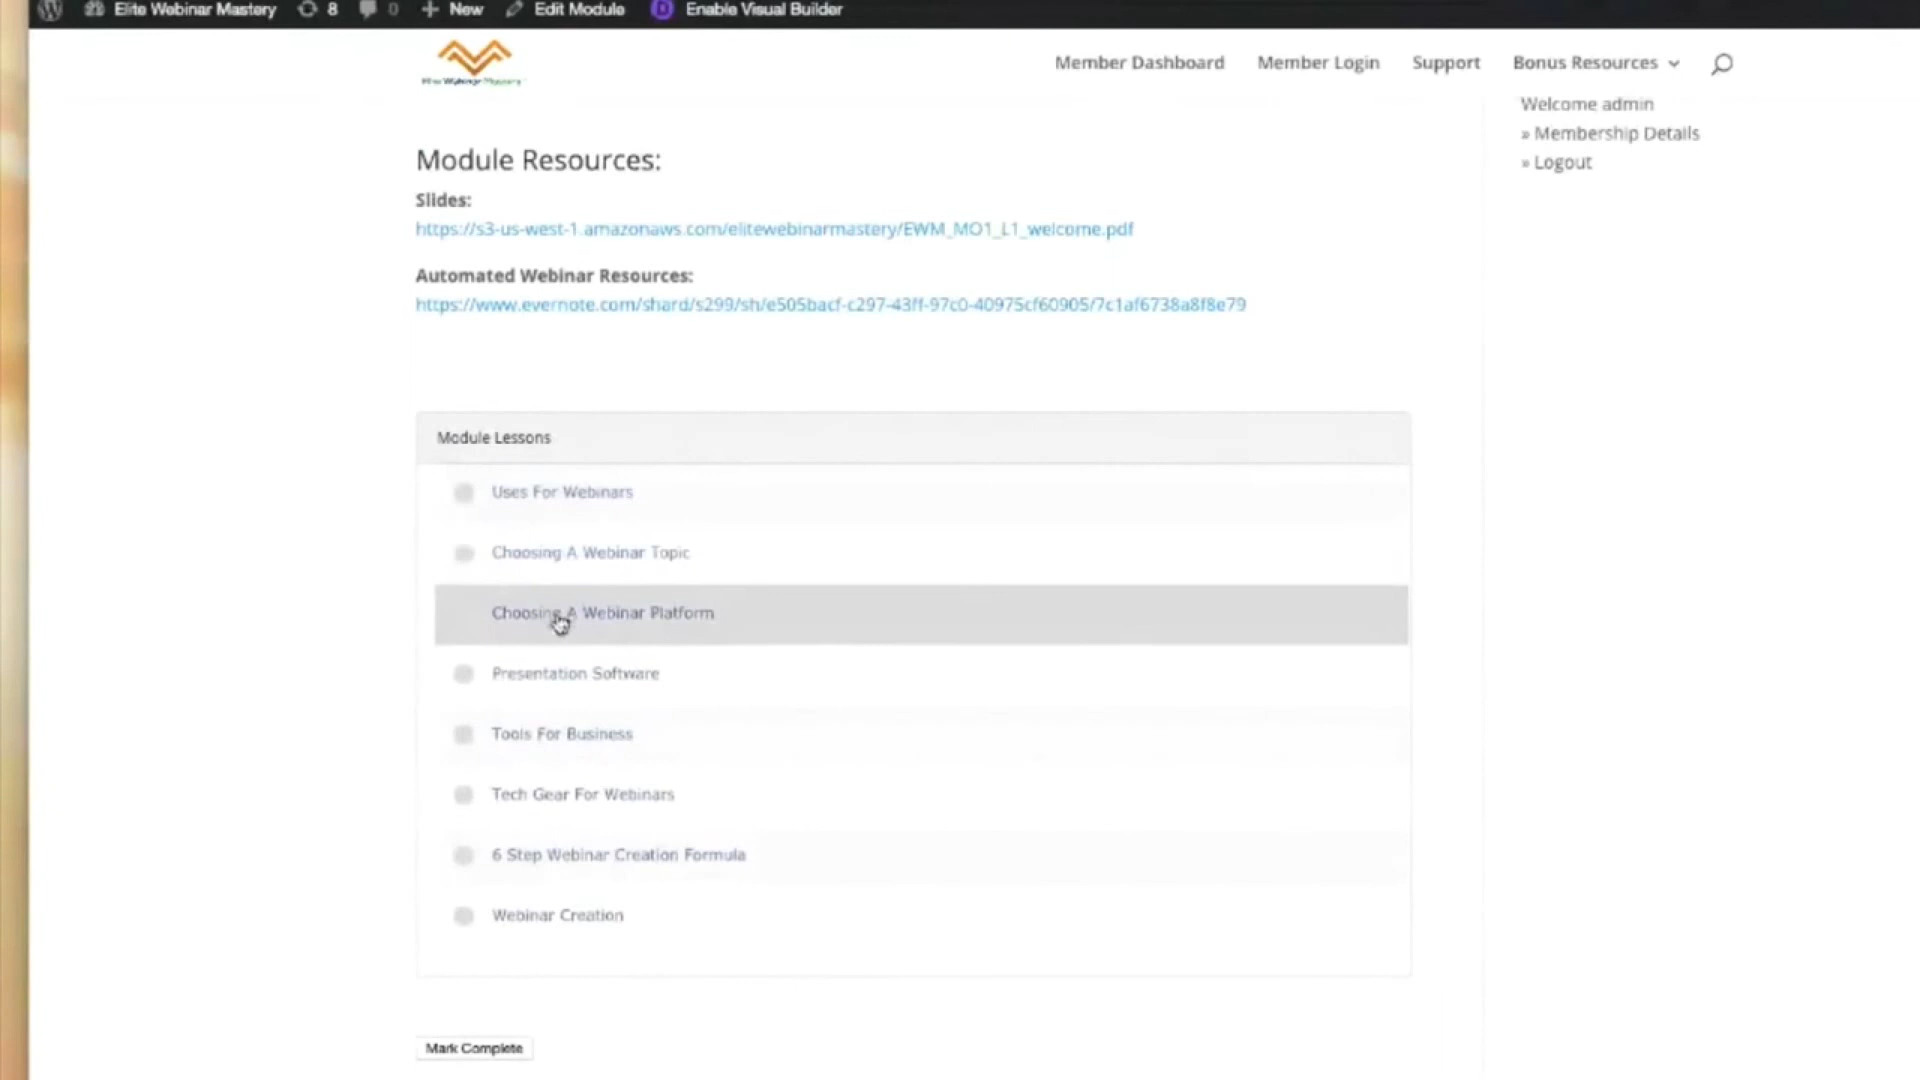 Elite Webinar Mastery 8 0 New Edit Module Enable Visual Builder
Elite Webinar Mastery
Member Dashboard Member Login Support Bonus Resources
Welcome admin
» Membership Details
» Logout
Module Resources:
Slides:
https://s3-us-west-1.amazonaws.com/elitewebinarmastery/EWM_MO1_L1_welcome.pdf
Automated Webinar Resources:
https://www.evernote.com/shard/s299/sh/e505bacf-c297-43ff-97c0-40975cf60905/7c1af6738a8f8e79
Module Lessons
Uses For Webinars
Choosing A Webinar Topic
Choosing A Webinar Platform
Presentation Software
Tools For Business
Tech Gear For Webinars
6 Step Webinar Creation Formula
Webinar Creation
Mark Complete